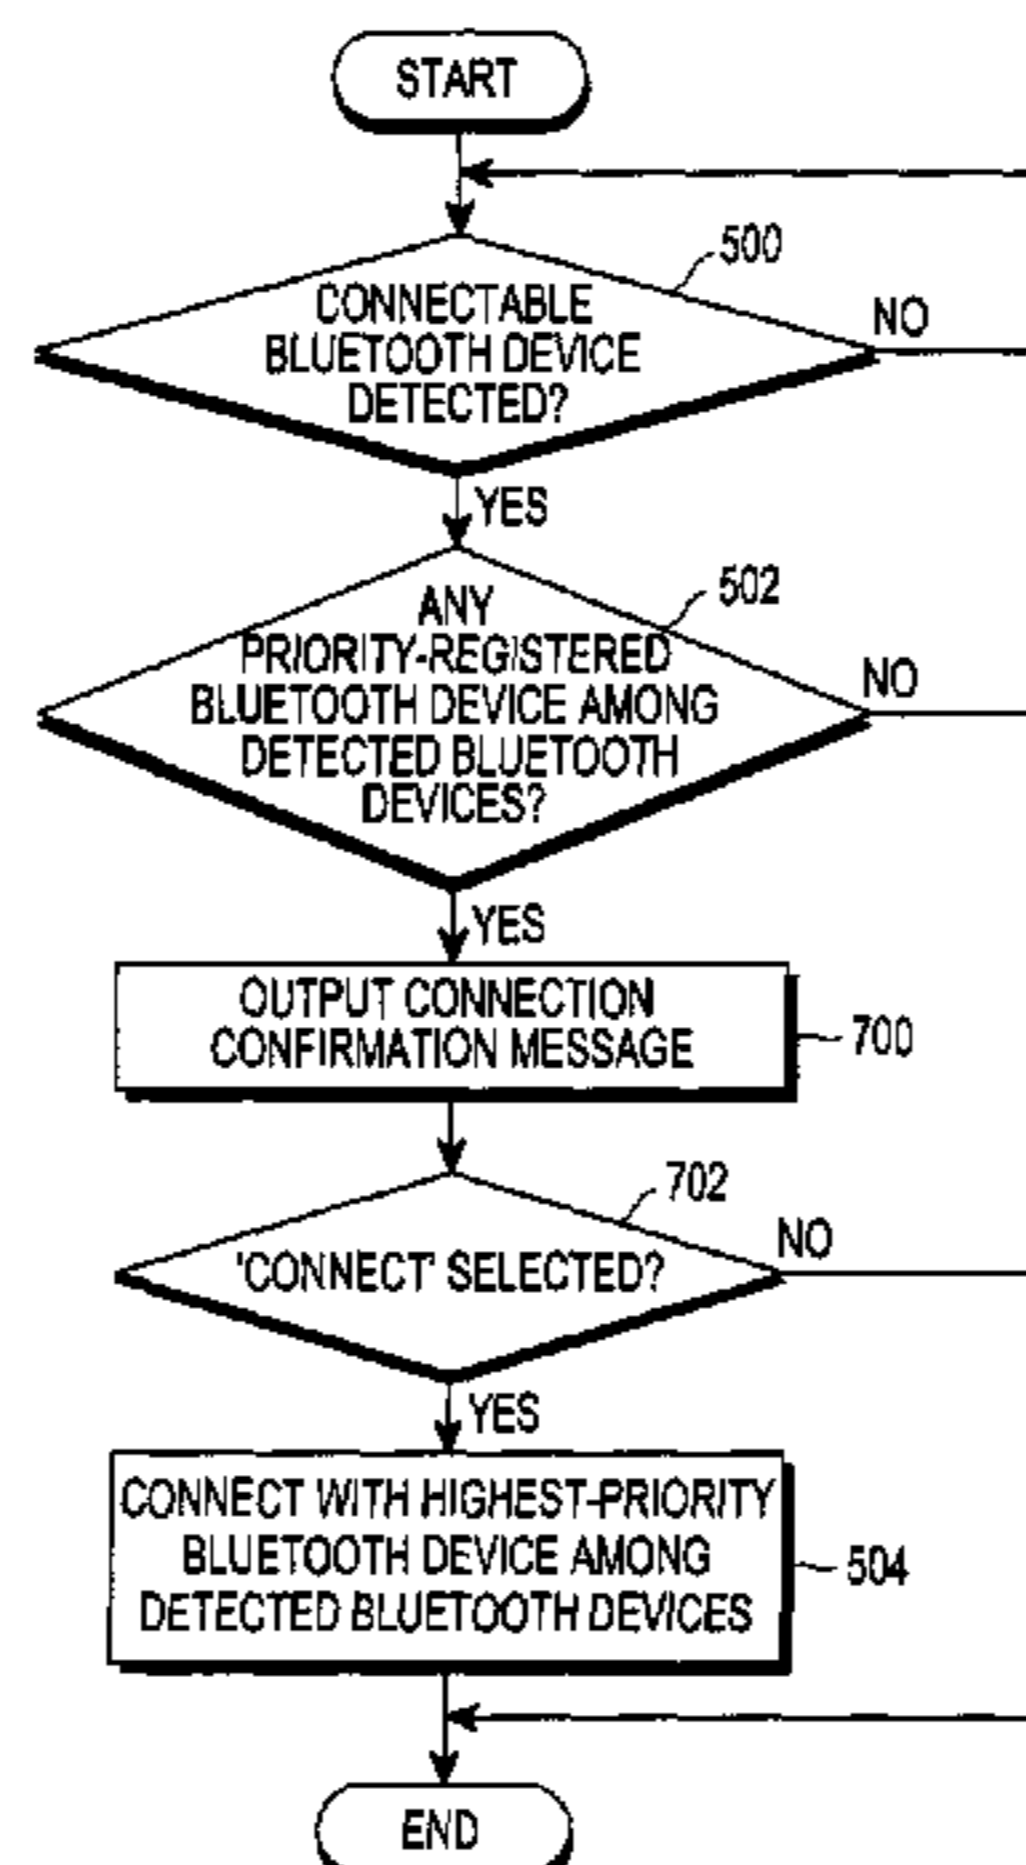 START
500
CONNECTABLE
BLUETOOTH DEVICE
DETECTED?
NO
YES
502
ANY
PRIORITY-REGISTERED
BLUETOOTH DEVICE AMONG
DETECTED BLUETOOTH
DEVICES?
NO
YES
OUTPUT CONNECTION
CONFIRMATION MESSAGE
700
702
'CONNECT' SELECTED?
NO
YES
CONNECT WITH HIGHEST-PRIORITY
BLUETOOTH DEVICE AMONG
DETECTED BLUETOOTH DEVICES
504
END